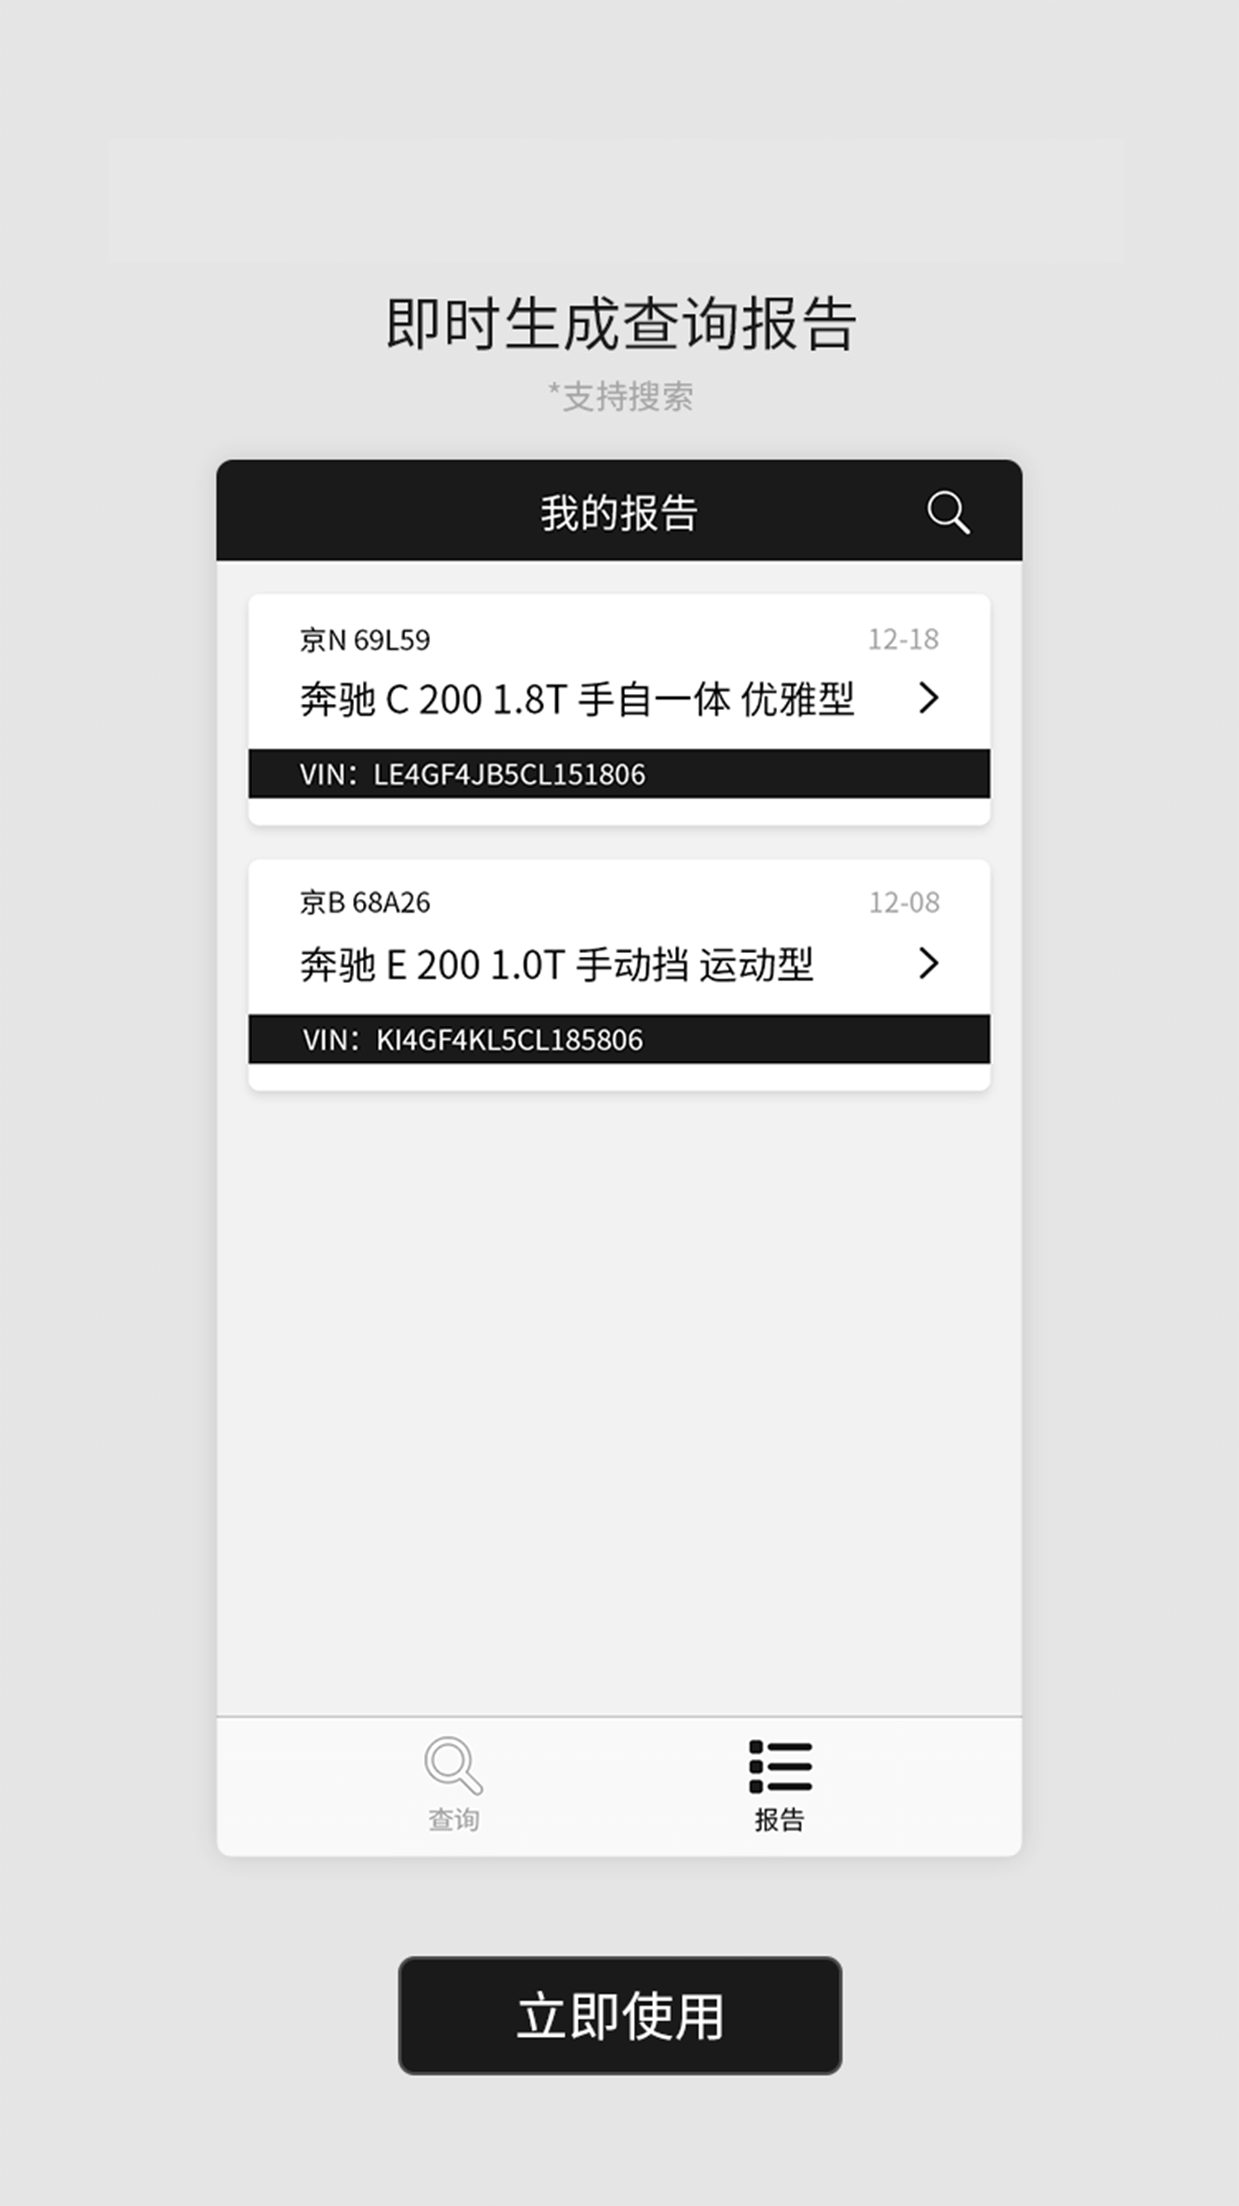 即时生成查询报告
*支持搜索
我的报告
京N 69L59
12-18
奔驰 C 200 1.8T 手自一体 优雅型
VIN：LE4GF4JB5CL151806
京B 68A26
12-08
奔驰 E 200 1.0T 手动挡 运动型
VIN：KI4GF4KL5CL185806
查询
报告
立即使用